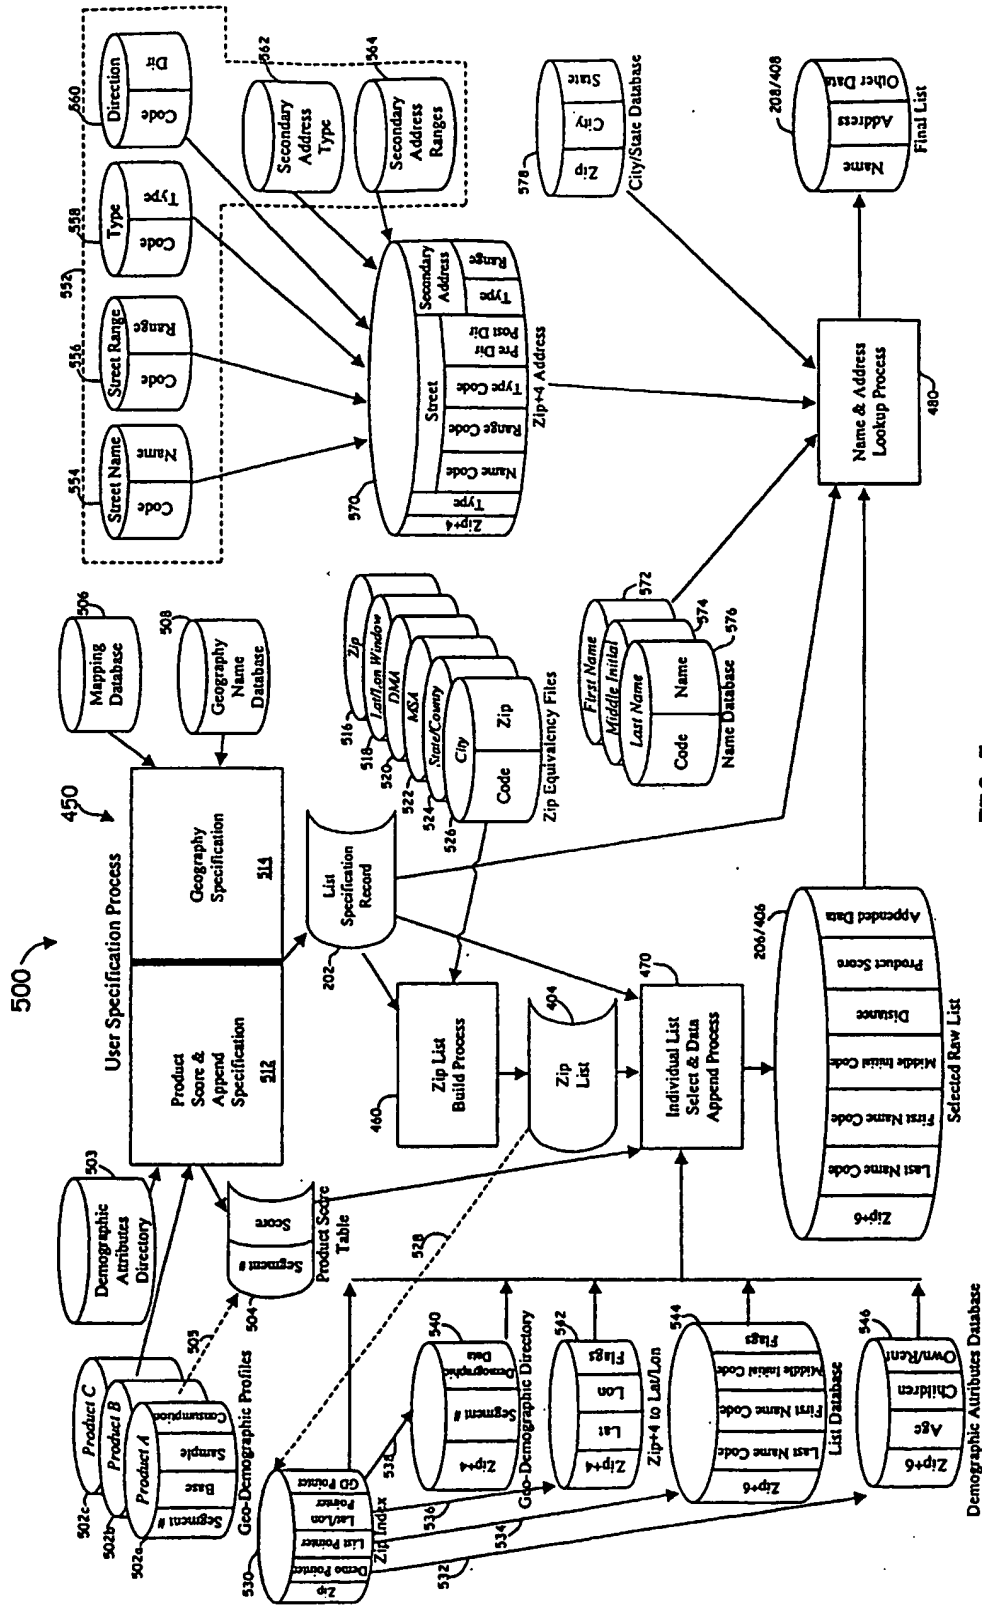 500
450
User Specification Process
Product
Score &
Append
Specification
512
Geography
Specification
514
Mapping
Database
506
Geography
Name
Database
508
Demographic
Attributes
Directory
503
Product C
Product B
Product A
Segment #
Base
Sample
Consumption
502c
502b
502a
Geo-Demographic Profiles
505
Segment #
Score
504
Product Score
Table
List
Specification
Record
202
Zip List
Build Process
460
Zip
List
404
Individual List
Select & Data
Append Process
470
528
Zip
Lat/Lon Window
DMA
MSA
State/County
City
Code
Zip
516
518
520
522
524
526
Zip Equivalency Files
552
Street Name
Code
Name
554
Street Range
Code
Range
556
Type
Code
Type
558
Direction
Code
Dir
560
Secondary
Address
Type
562
Secondary
Address
Ranges
564
570
Zip+4
Type
Street
Name Code
Range Code
Type Code
Pre Dir
Post Dir
Secondary
Address
Type
Range
Zip+4 Address
First Name
Middle Initial
Last Name
Code
Name
572
574
576
Name Database
578
Zip
City
State
City/State Database
Name & Address
Lookup Process
480
Name
Address
Other Data
208/408
Final List
530
Zip
Demo Pointer
List Pointer
Lat/Lon
Pointer
GD Pointer
Zip Index
538
536
534
532
540
Zip+4
Segment #
Demographic
Data
Geo-Demographic Directory
542
Zip+4
Lat
Lon
Flags
Zip+4 to Lat/Lon
544
Zip+6
Last Name Code
First Name Code
Middle Initial Code
Flags
List Database
546
Zip+6
Age
Children
Own/Rent
Demographic Attributes Database
206/406
Zip+6
Last Name Code
First Name Code
Middle Initial Code
Distance
Product Score
Appended Data
Selected Raw List